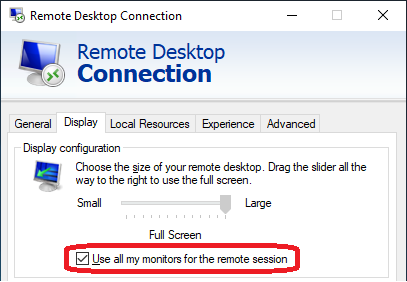 Remote Desktop Connection
Remote Desktop
Connection
General Display Local Resources Experience Advanced
Display configuration
Choose the size of your remote desktop. Drag the slider all
the way to the right to use the full screen.
Small Large
Full Screen
Use all my monitors for the remote session